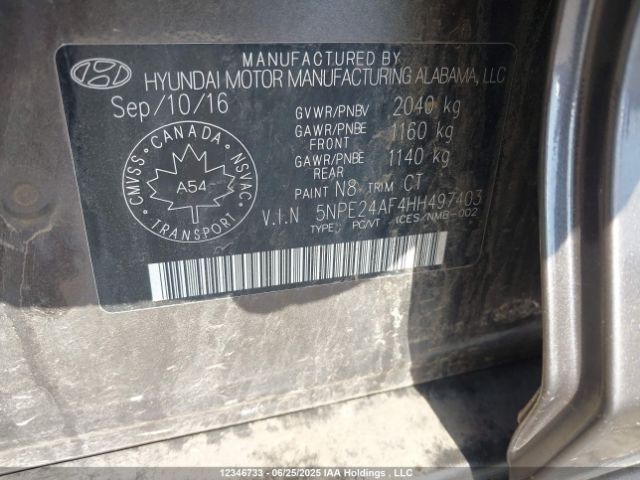 MANUFACTURED BY
HYUNDAI MOTOR MANUFACTURING ALABAMA, LLC
Sep/10/16
GVWR/PNBV 2040 kg
GAWR/PNBE FRONT 1160 kg
GAWR/PNBE REAR 1140 kg
PAINT N8 TRIM CT
V.I.N 5NPE24AF4HH497403
TYPE: PC/VT ICES/NMB-002
CANADA
CMVSS
NSVAC
A54
TRANSPORT
12346733 - 06/25/2025 IAA Holdings , LLC